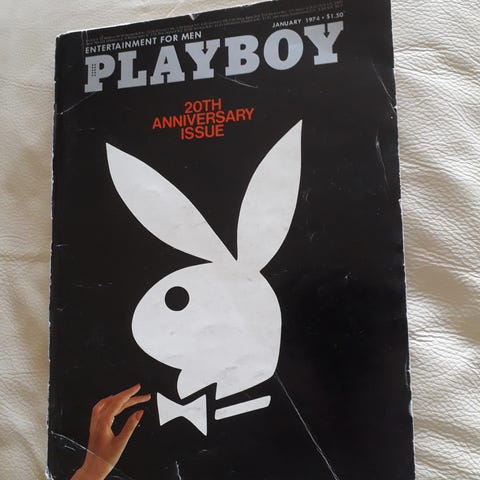 JANUARY 1974 • $1.50
ENTERTAINMENT FOR MEN
PLAYBOY
20TH
ANNIVERSARY
ISSUE